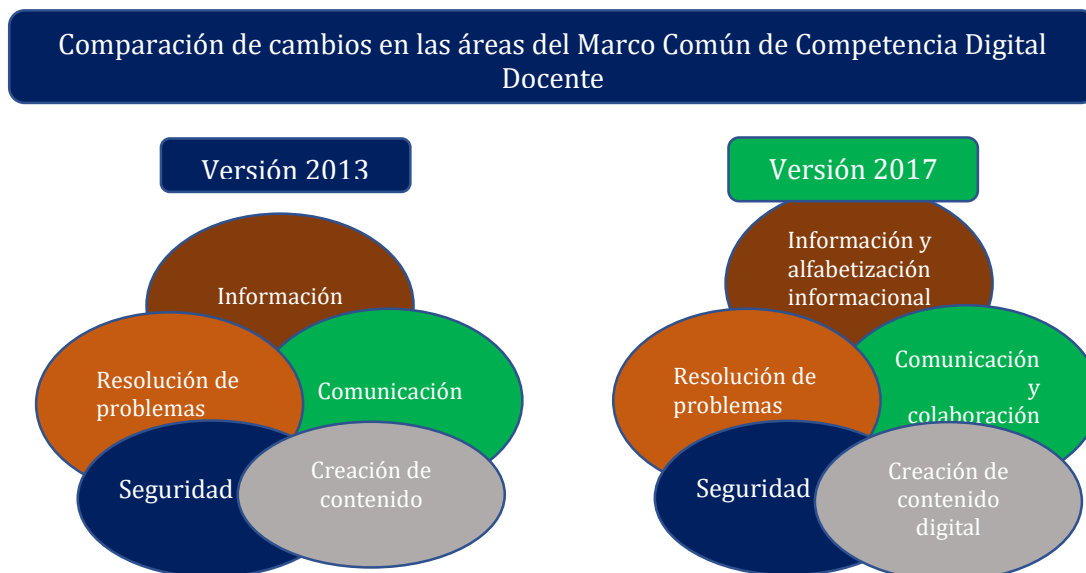 Comparación de cambios en las áreas del Marco Común de Competencia Digital
Docente
Versión 2013
Información
Resolución de
problemas
Comunicación
Seguridad
Creación de
contenido
Versión 2017
Información y
alfabetización
informacional
Resolución de
problemas
Comunicación
y
colaboración
Seguridad
Creación de
contenido
digital